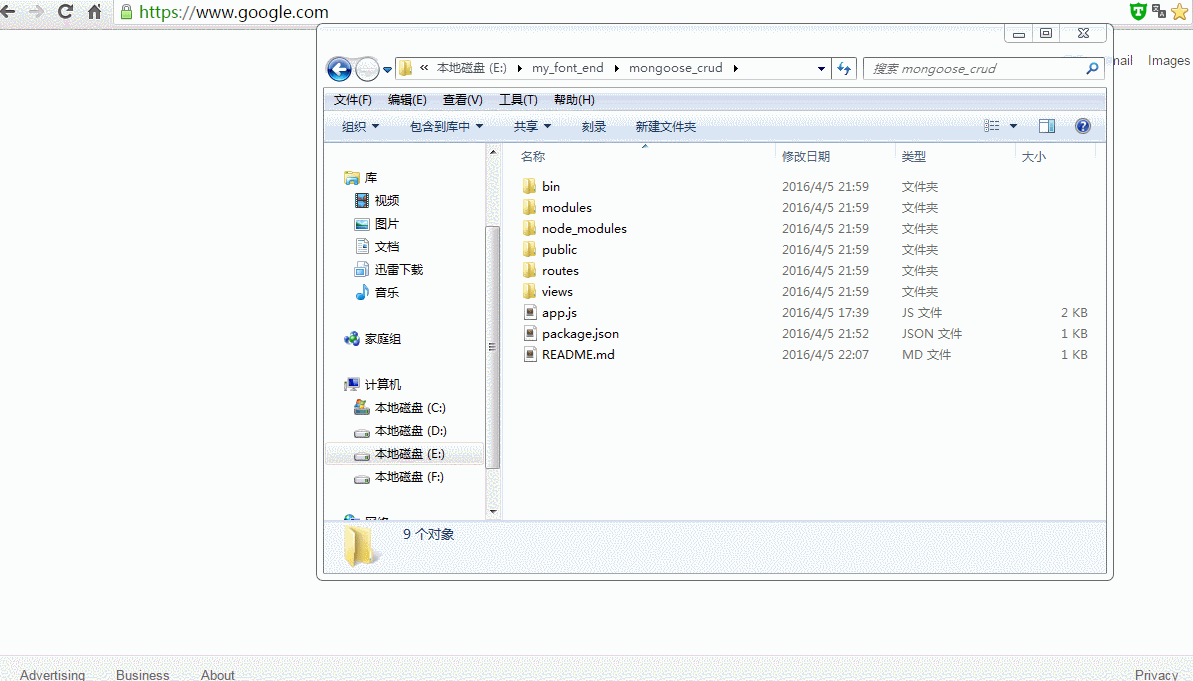 https://www.google.com
mail Images
« 本地磁盘 (E:) ▸ my_font_end ▸ mongoose_crud ▸ 搜索 mongoose_crud
文件(F) 编辑(E) 查看(V) 工具(T) 帮助(H)
组织 包含到库中 共享 刻录 新建文件夹
名称 修改日期 类型 大小
库
视频
图片
文档
迅雷下载
音乐
家庭组
计算机
本地磁盘 (C:)
本地磁盘 (D:)
本地磁盘 (E:)
本地磁盘 (F:)
网络
bin 2016/4/5 21:59 文件夹
modules 2016/4/5 21:59 文件夹
node_modules 2016/4/5 21:59 文件夹
public 2016/4/5 21:59 文件夹
routes 2016/4/5 21:59 文件夹
views 2016/4/5 21:59 文件夹
app.js 2016/4/5 17:39 JS 文件 2 KB
package.json 2016/4/5 21:52 JSON 文件 1 KB
README.md 2016/4/5 22:07 MD 文件 1 KB
9 个对象
Advertising Business About Privacy